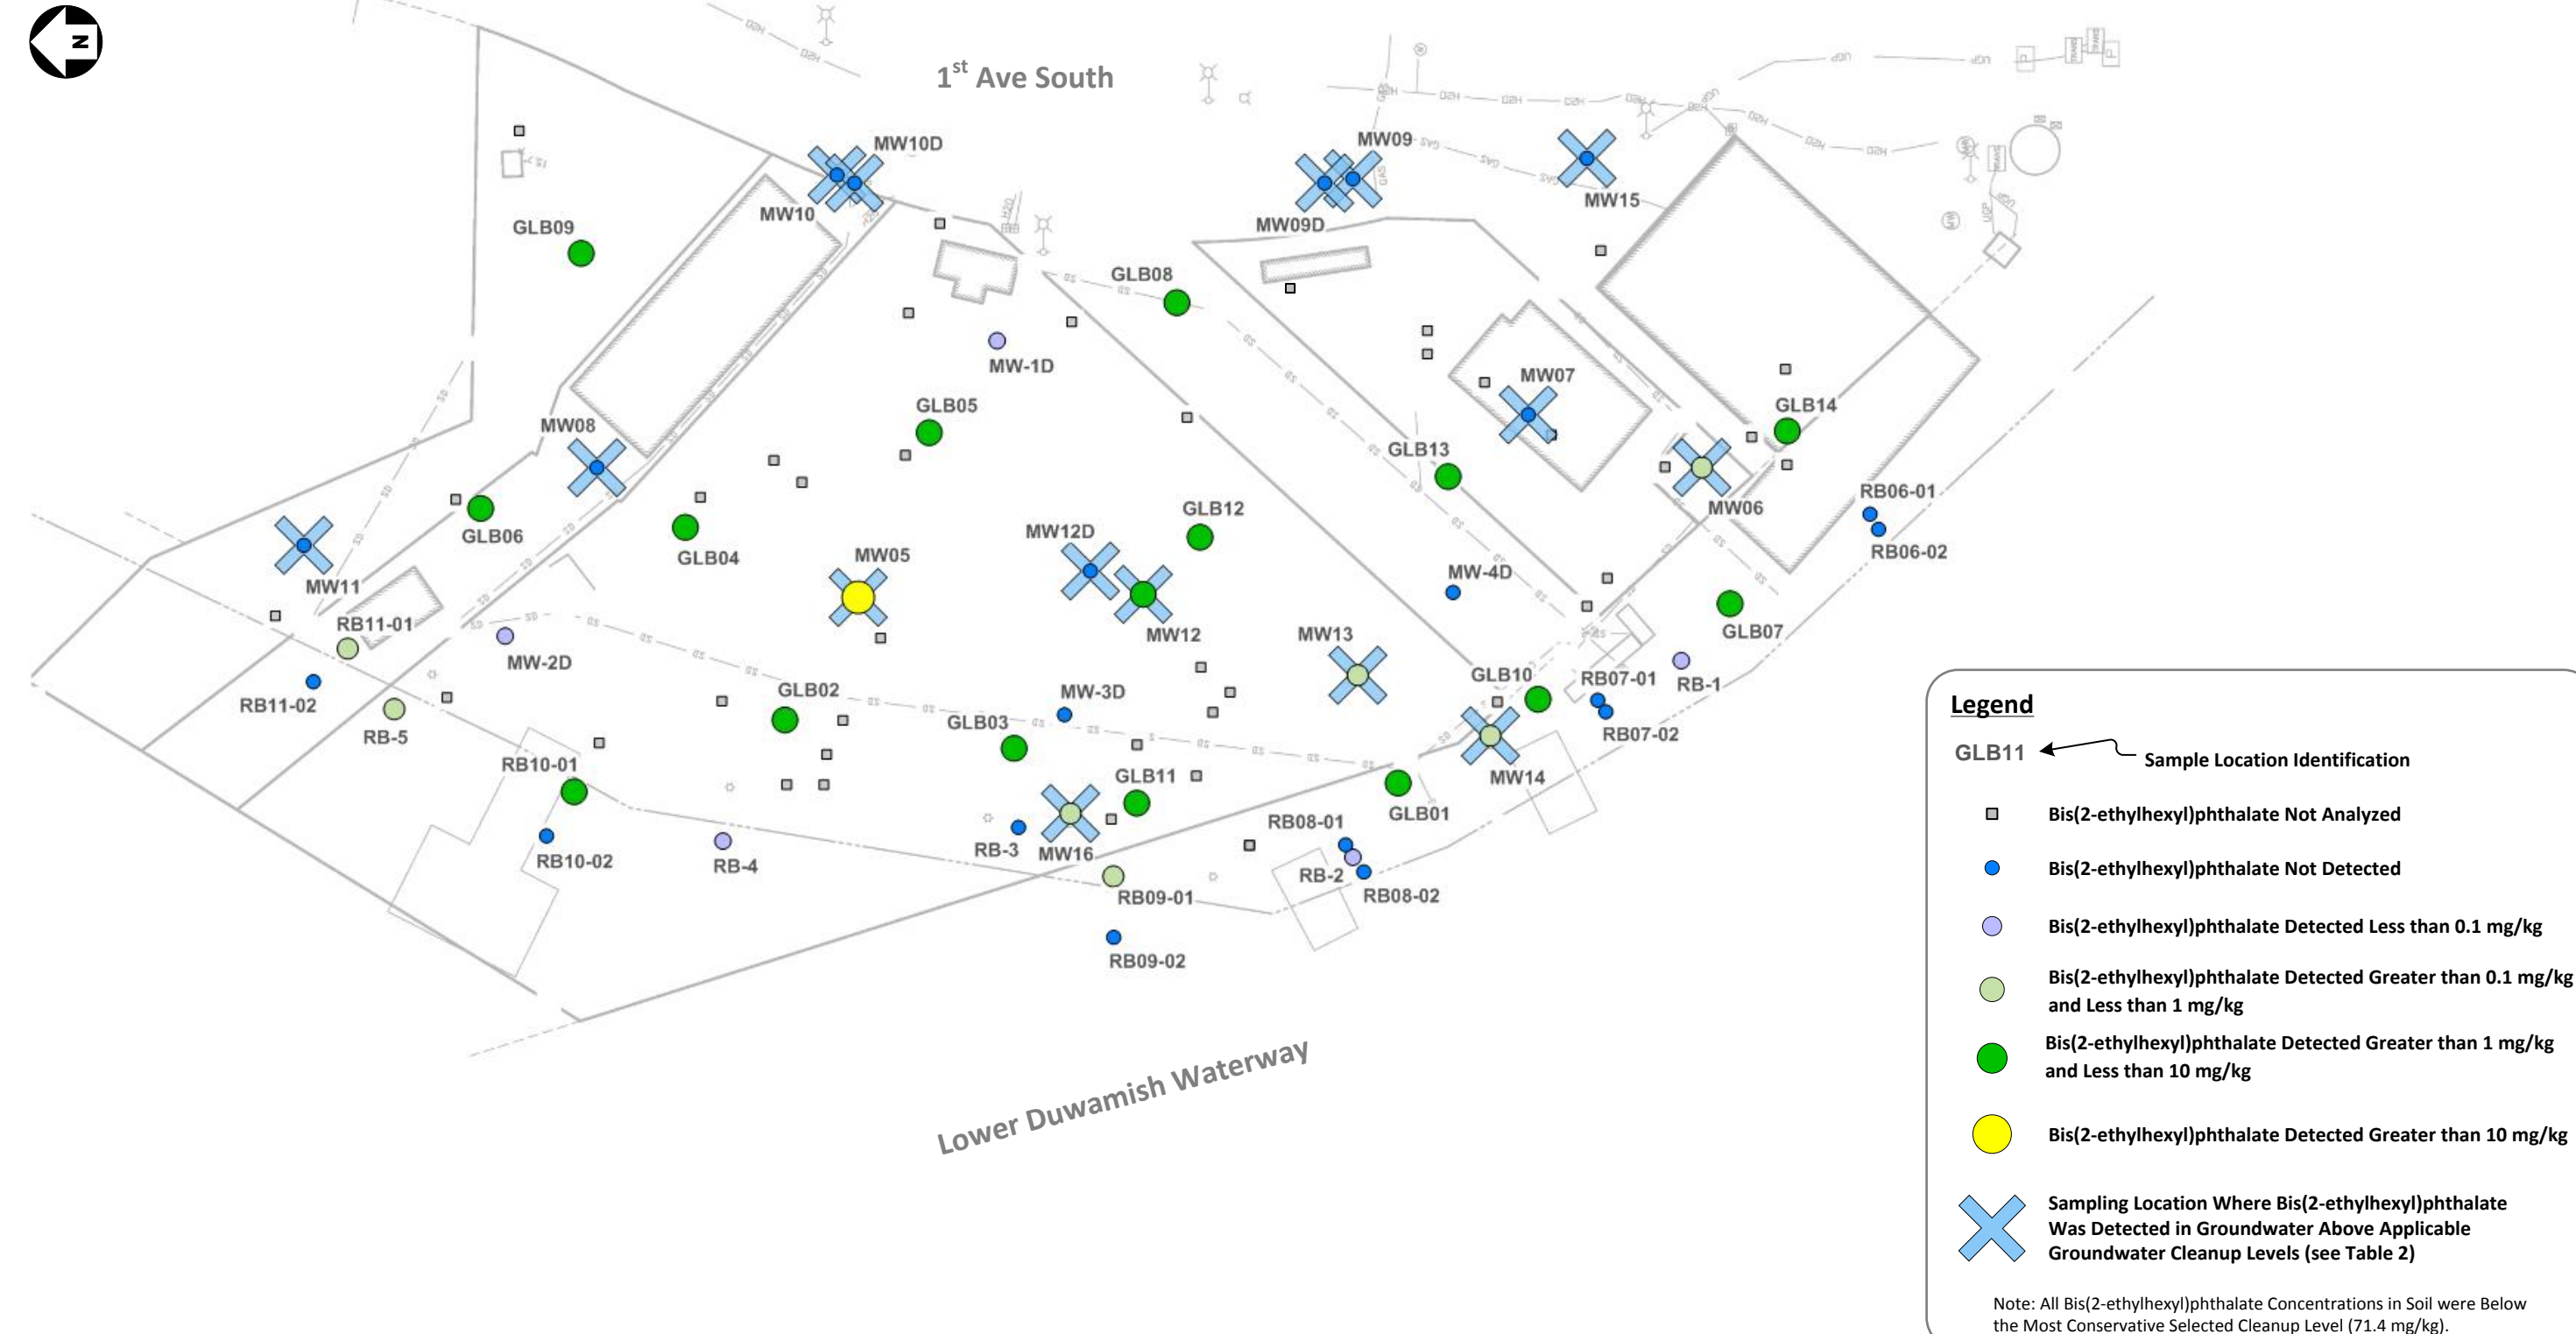 N
1st Ave South
MW10D
MW09
MW15
MW10
MW09D
GLB09
GLB08
MW-1D
MW07
GLB05
GLB14
MW08
GLB13
RB06-01
MW06
GLB12
MW12D
GLB06
GLB04
MW05
RB06-02
MW-4D
MW11
RB11-01
MW12
MW13
GLB07
MW-2D
GLB10
RB07-01
RB-1
GLB02
MW-3D
RB11-02
GLB03
RB07-02
RB-5
RB10-01
GLB11
MW14
GLB01
RB08-01
RB-3
MW16
RB10-02
RB-4
RB-2
RB08-02
RB09-01
RB09-02
Lower Duwamish Waterway
Legend
GLB11
Sample Location Identification
Bis(2-ethylhexyl)phthalate Not Analyzed
Bis(2-ethylhexyl)phthalate Not Detected
Bis(2-ethylhexyl)phthalate Detected Less than 0.1 mg/kg
Bis(2-ethylhexyl)phthalate Detected Greater than 0.1 mg/kg
and Less than 1 mg/kg
Bis(2-ethylhexyl)phthalate Detected Greater than 1 mg/kg
and Less than 10 mg/kg
Bis(2-ethylhexyl)phthalate Detected Greater than 10 mg/kg
Sampling Location Where Bis(2-ethylhexyl)phthalate
Was Detected in Groundwater Above Applicable
Groundwater Cleanup Levels (see Table 2)
Note: All Bis(2-ethylhexyl)phthalate Concentrations in Soil were Below
the Most Conservative Selected Cleanup Level (71.4 mg/kg).